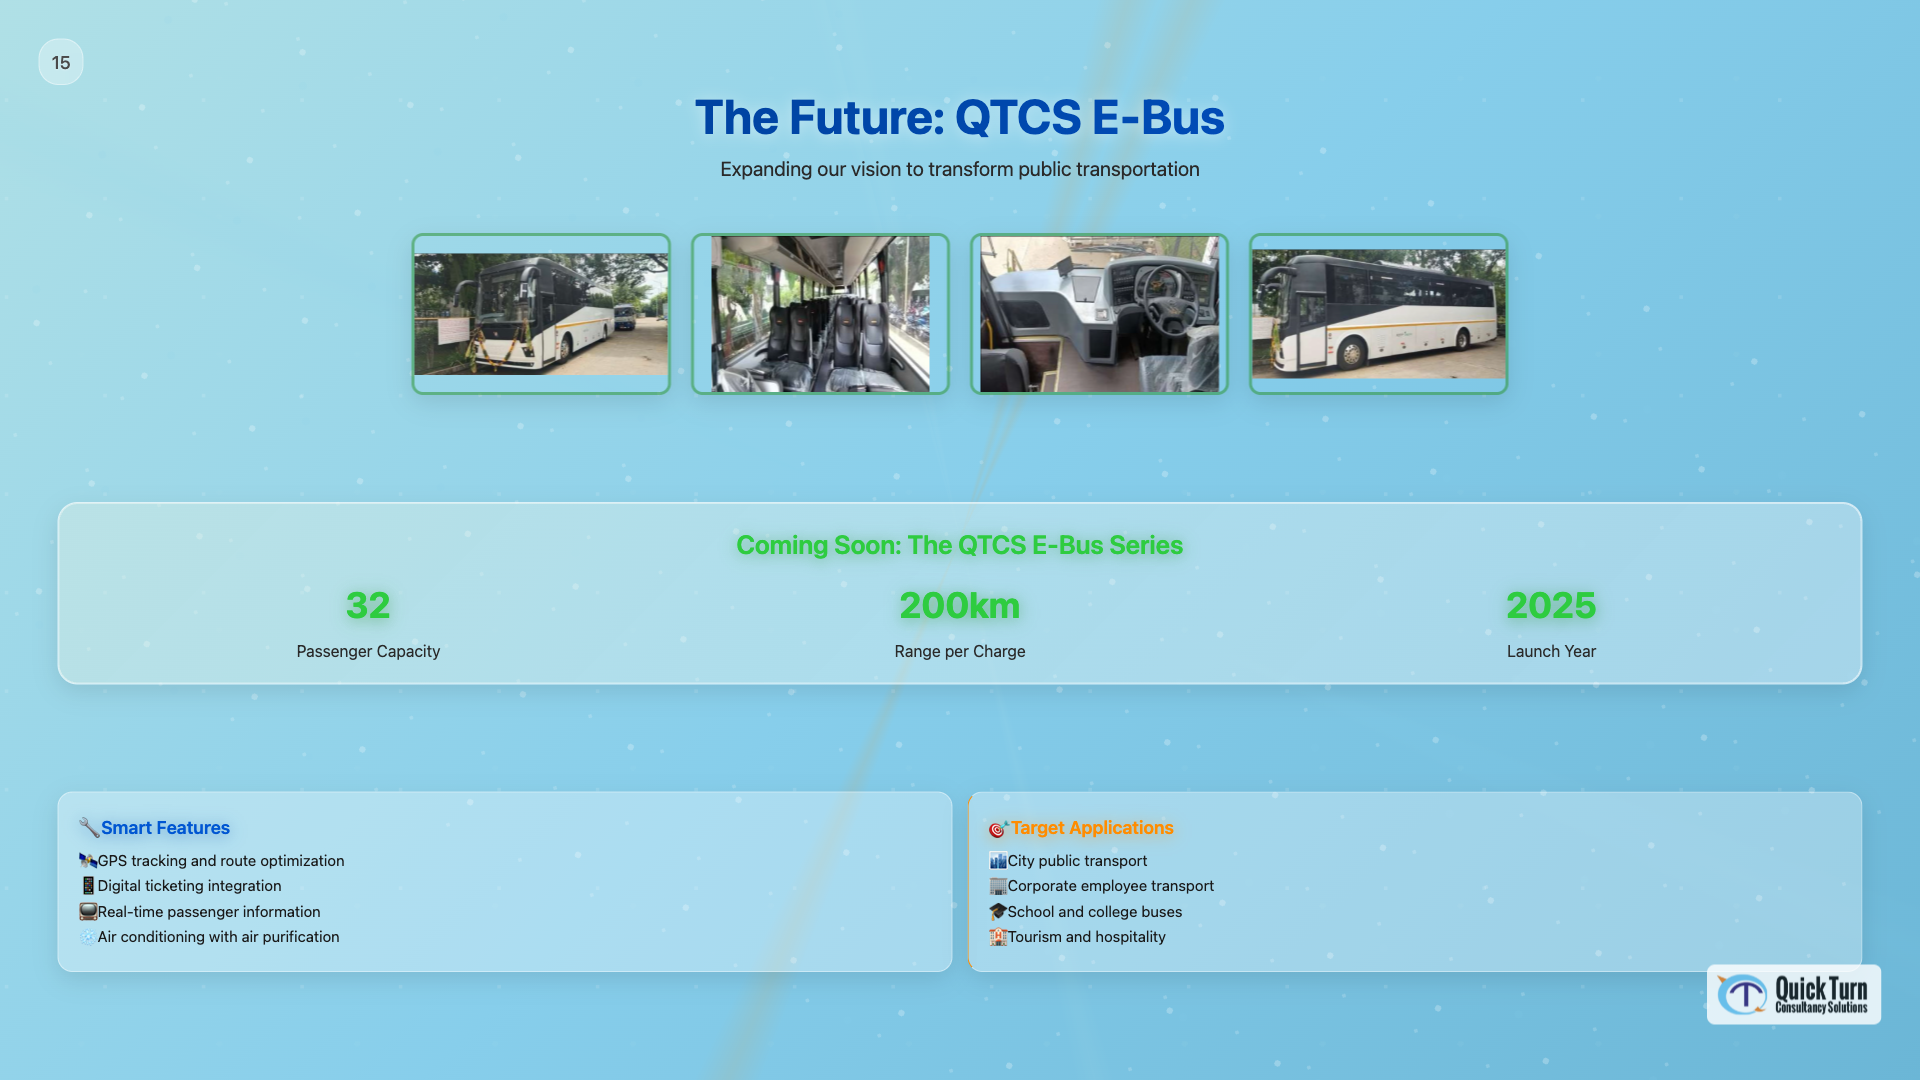 15
The Future: QTCS E-Bus
Expanding our vision to transform public transportation
Coming Soon: The QTCS E-Bus Series
32
Passenger Capacity
200km
Range per Charge
2025
Launch Year
Smart Features
GPS tracking and route optimization
Digital ticketing integration
Real-time passenger information
Air conditioning with air purification
Target Applications
City public transport
Corporate employee transport
School and college buses
Tourism and hospitality
Quick Turn
Consultancy Solutions